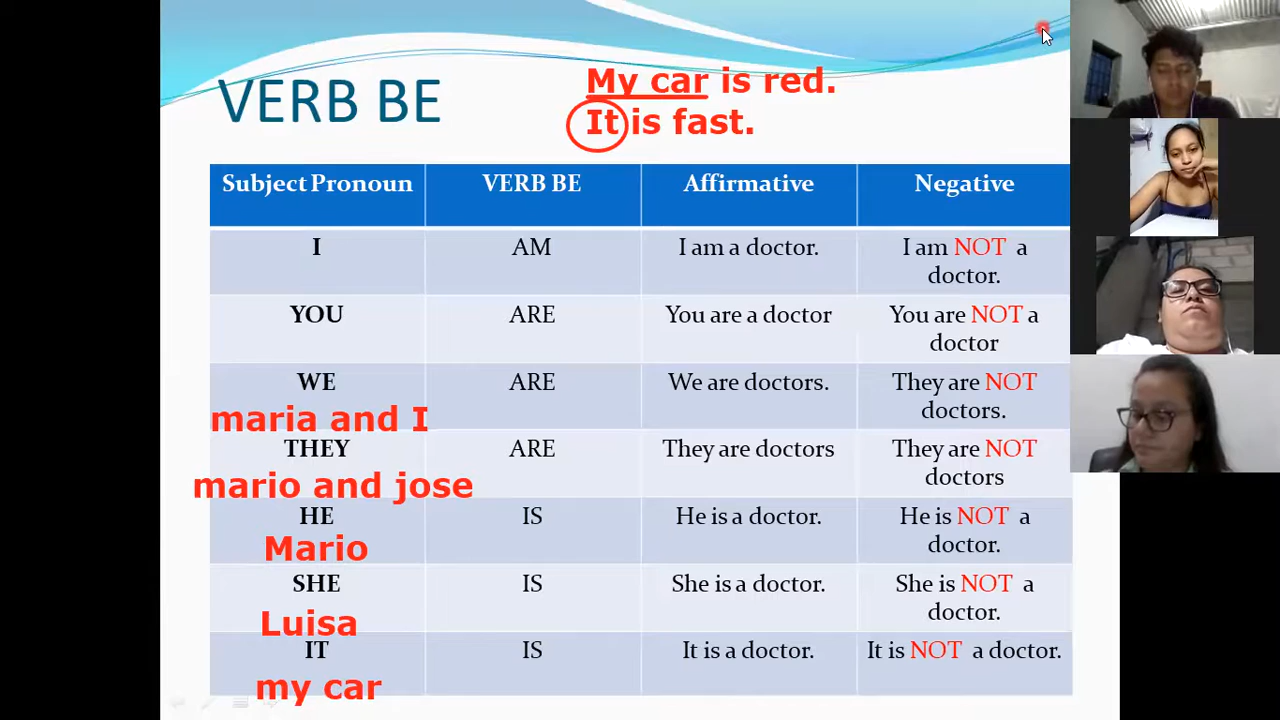 My car is red.
VERB BE
It is fast.
Subject Pronoun VERB BE Affirmative Negative
I AM I am a doctor. I am NOT a
doctor.
YOU ARE You are a doctor You are NOT a
doctor
WE ARE We are doctors. They are NOT
maria and I doctors.
THEY ARE They are doctors They are NOT
mario and jose doctors
HE IS He is a doctor. He is NOT a
Mario doctor.
SHE IS She is a doctor. She is NOT a
Luisa doctor.
IT IS It is a doctor. It is NOT a doctor.
my car